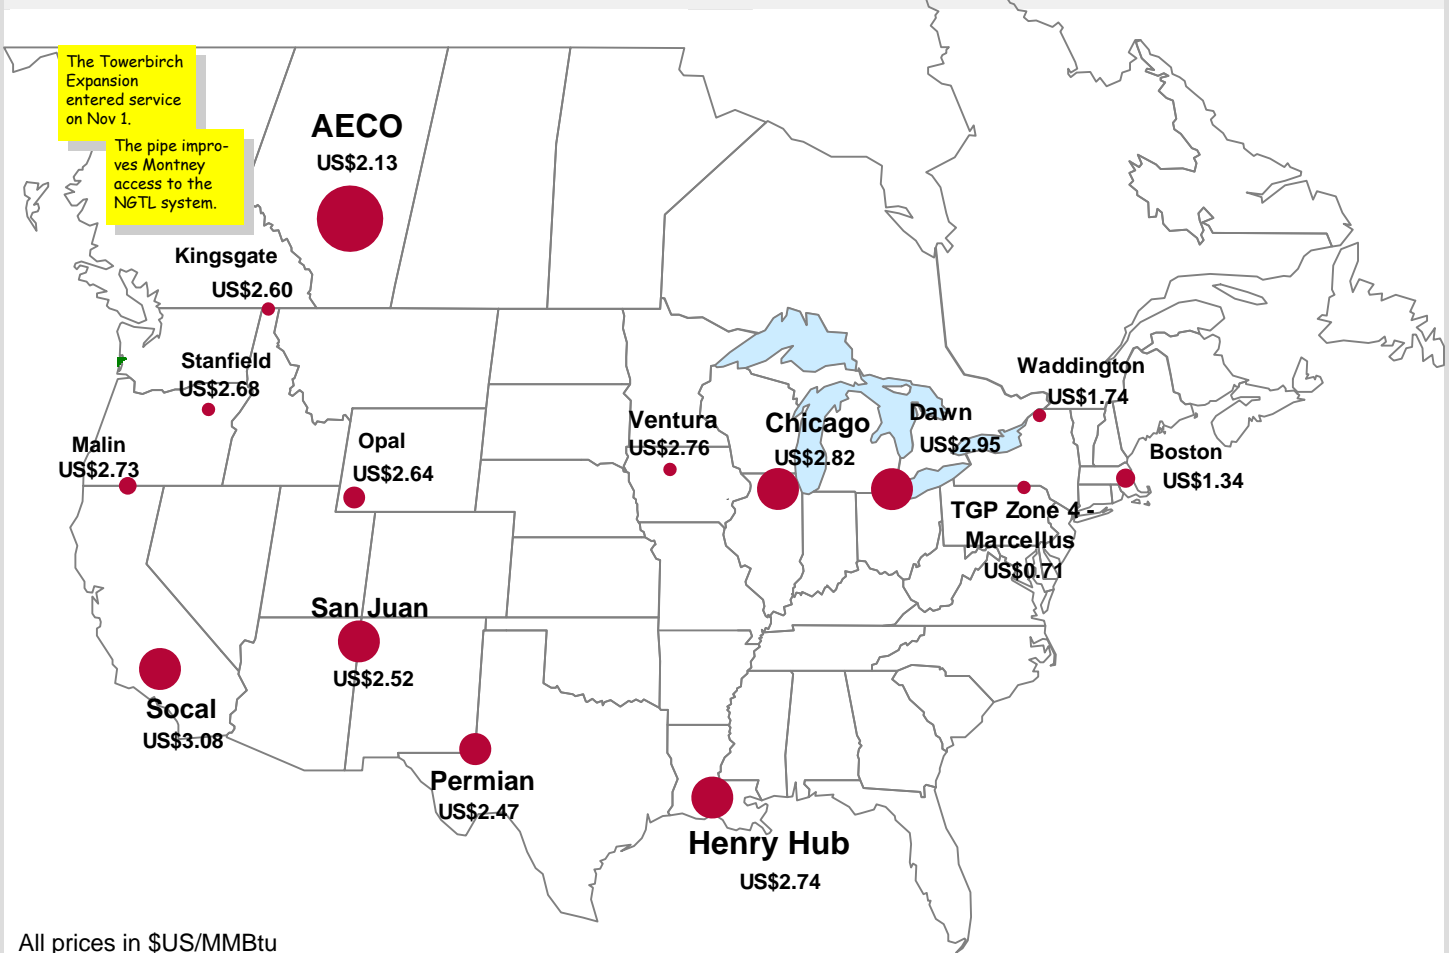 The Towerbirch
Expansion
entered service
on Nov 1.
The pipe impro-
ves Montney
access to the
NGTL system.
AECO
US$2.13
Kingsgate
US$2.60
Stanfield
US$2.68
Malin
US$2.73
Opal
US$2.64
Ventura
US$2.76
Chicago
US$2.82
Dawn
US$2.95
Waddington
US$1.74
Boston
US$1.34
TGP Zone 4 -
Marcellus
US$0.71
San Juan
US$2.52
Socal
US$3.08
Permian
US$2.47
Henry Hub
US$2.74
All prices in $US/MMBtu